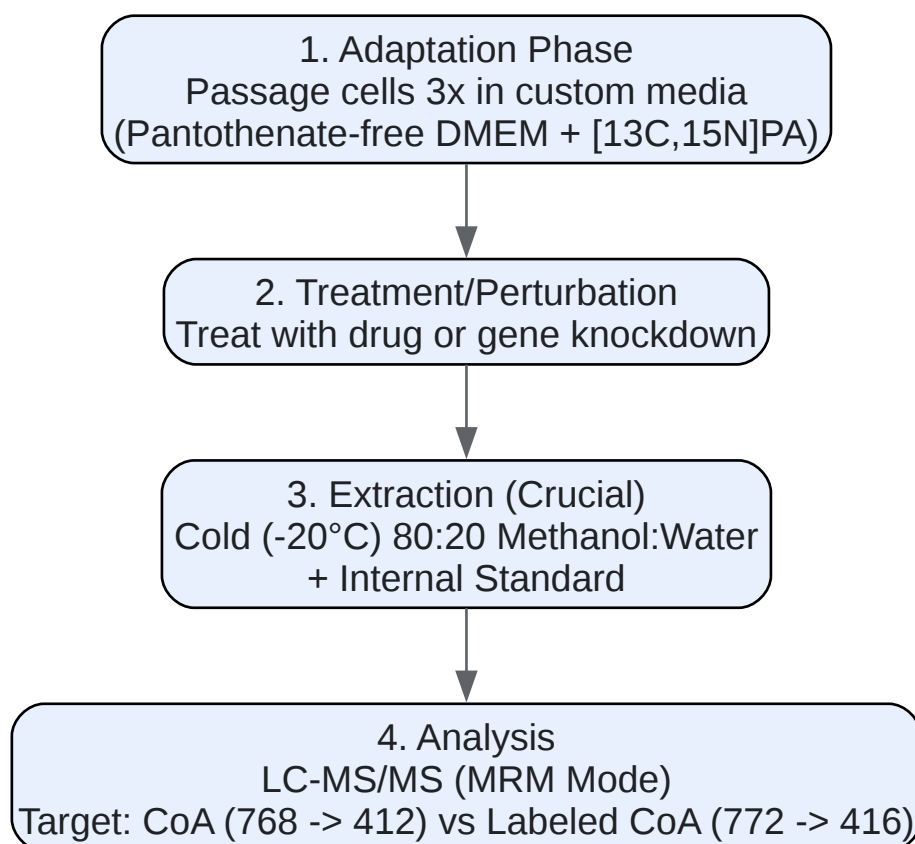 1. Adaptation Phase
Passage cells 3x in custom media
(Pantothenate-free DMEM + [13C,15N]PA)
2. Treatment/Perturbation
Treat with drug or gene knockdown
3. Extraction (Crucial)
Cold (-20°C) 80:20 Methanol:Water
+ Internal Standard
4. Analysis
LC-MS/MS (MRM Mode)
Target: CoA (768 -> 412) vs Labeled CoA (772 -> 416)